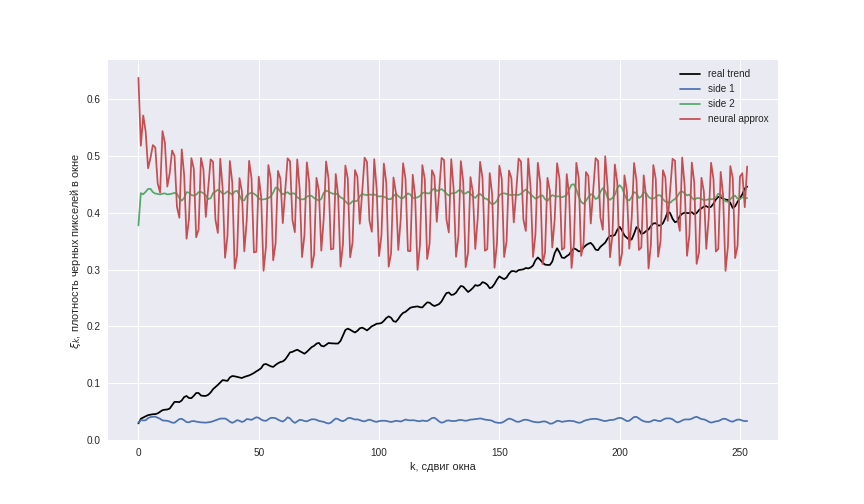 real trend
side 1
side 2
neural approx
ξk, плотность черных пикселей в окне
0.6
0.5
0.4
0.3
0.2
0.1
0.0
0
50
100
150
200
250
k, сдвиг окна